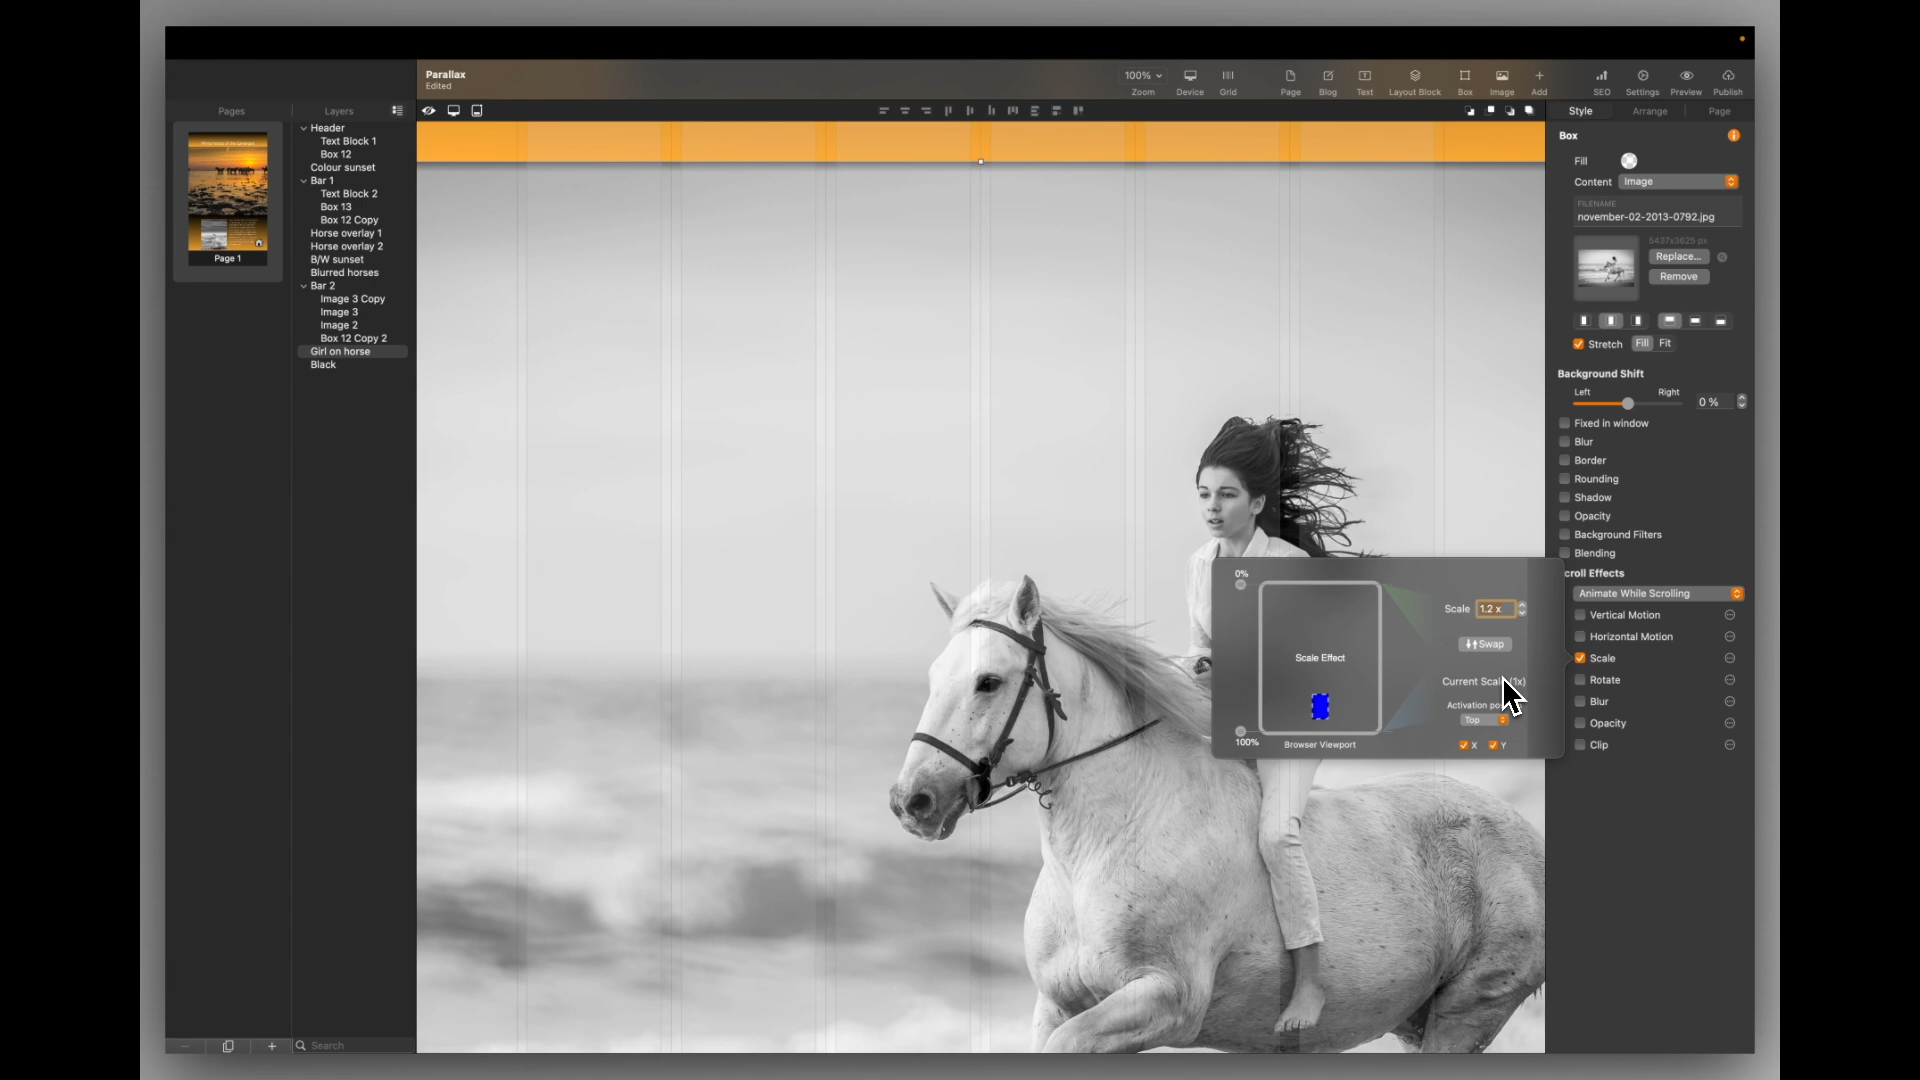 Parallax
Edited
100%
Zoom
Device
Grid
Page
Blog
Text
Layout Block
Box
Image
Add
SEO
Settings
Preview
Publish
Pages
Layers
Style
Arrange
Page
Page 1
Header
Text Block 1
Box 12
Colour sunset
Bar 1
Text Block 2
Box 13
Box 12 Copy
Horse overlay 1
Horse overlay 2
B/W sunset
Blurred horses
Bar 2
Image 3 Copy
Image 3
Image 2
Box 12 Copy 2
Girl on horse
Black
Search
Box
Fill
Content Image
FILENAME
november-02-2013-0792.jpg
5437x3625 px
Replace...
Remove
Stretch Fill Fit
Background Shift
Left Right
0 %
Fixed in window
Blur
Border
Rounding
Shadow
Opacity
Background Filters
Blending
croll Effects
Animate While Scrolling
Vertical Motion
Horizontal Motion
Scale
Rotate
Blur
Opacity
Clip
0%
Scale 1.2 x
Swap
Scale Effect
Current Scal (1x)
Activation po
Top
100%
Browser Viewport
X Y